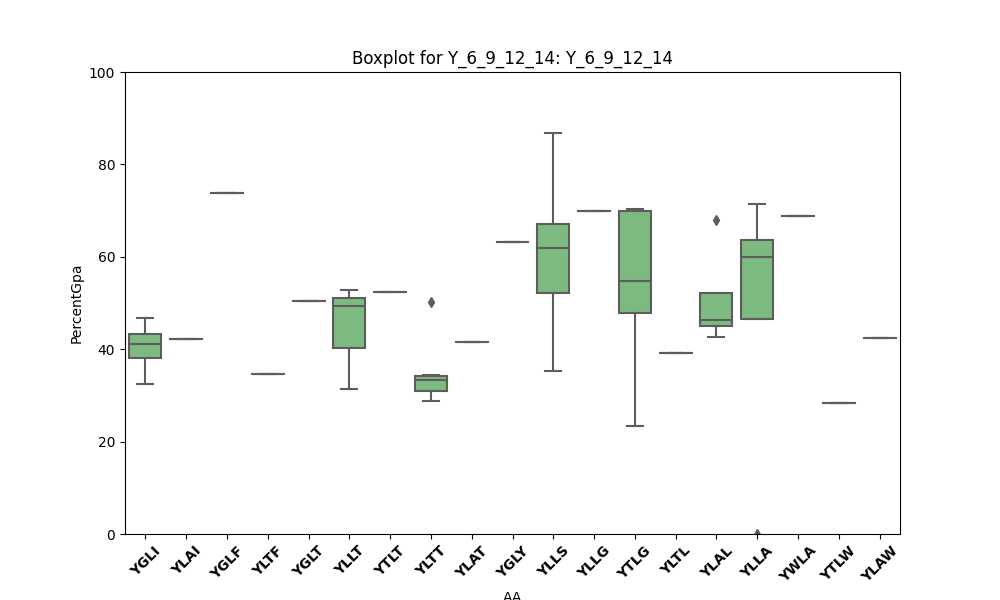 Boxplot for Y_6_9_12_14: Y_6_9_12_14
100
80
60
40
20
0
PercentGpa
YGLI YLAI YGLF YLTF YGLT YLLT YTLT YLTT YLAT YGLY YLLS YLLG YTLG YLTL YLAL YLLA YWLA YTLW YLAW
AA